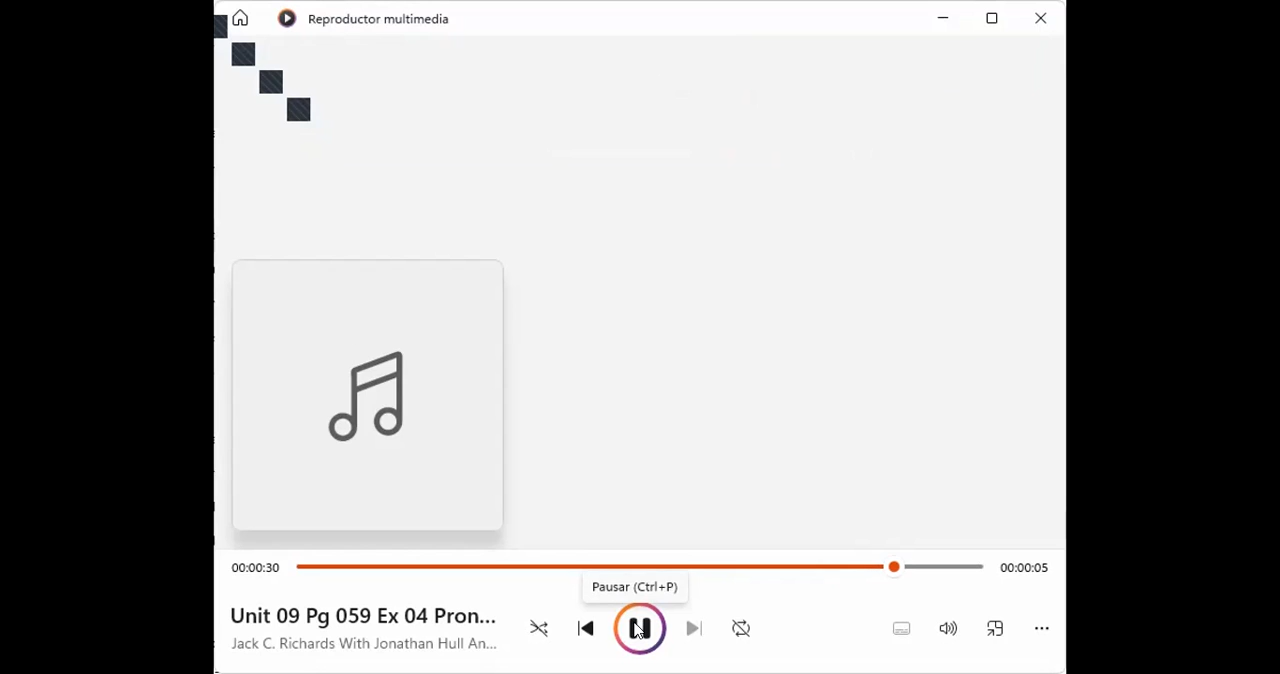 Reproductor multimedia
00:00:30
00:00:05
Pausar (Ctrl+P)
Unit 09 Pg 059 Ex 04 Pron...
Jack C. Richards With Jonathan Hull An...